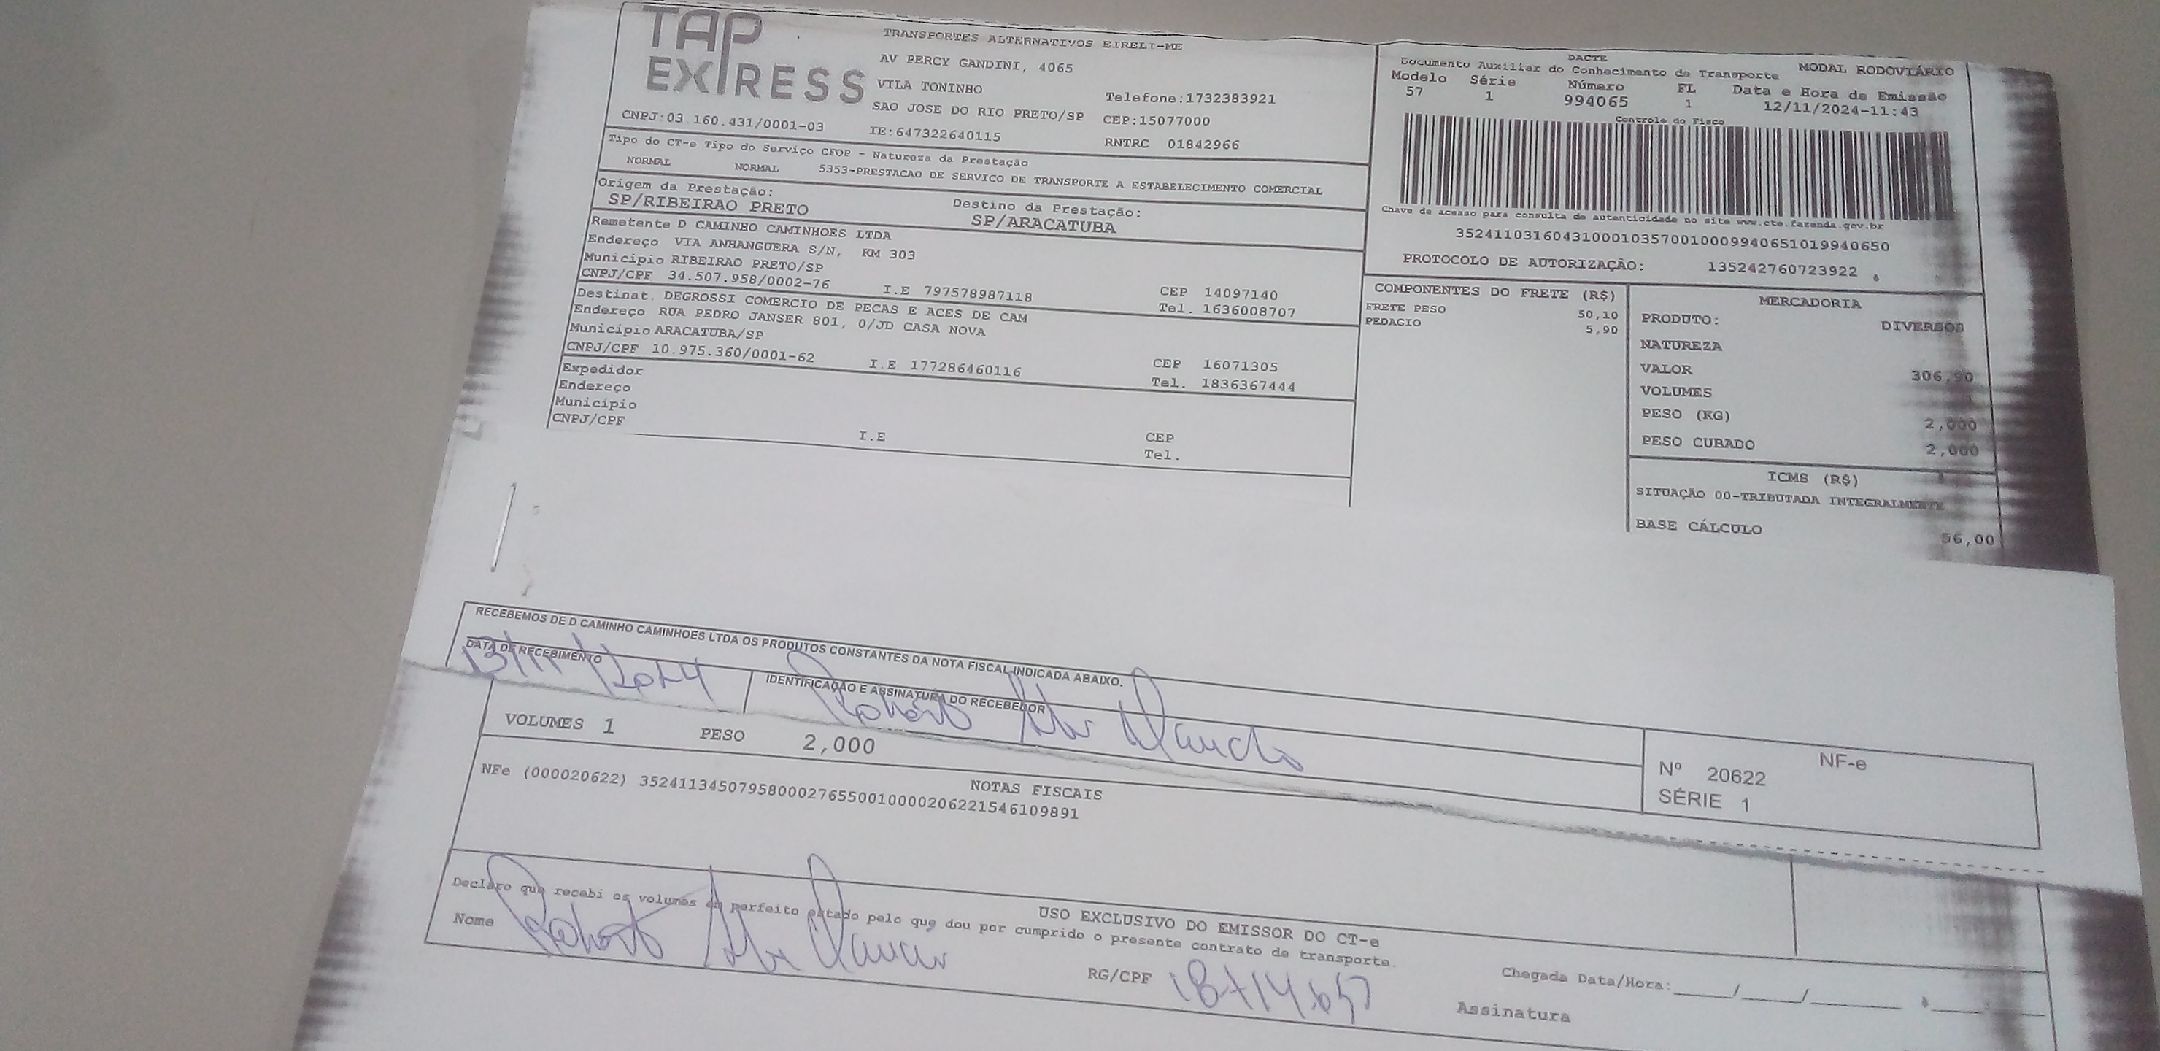 TAP EXPRESS
TRANSPORTES ALTERNATIVOS EIRELI-ME
AV PERCY GANDINI, 4065
VILA TONINHO
Telefone:1732383921
SAO JOSE DO RIO PRETO/SP CEP:15077000
CNPJ:03.160.431/0001-03 IE:647322640115 RNTRC 01842966
Tipo do CT-e Tipo do Serviço CFOP - Natureza da Prestação
NORMAL NORMAL 5353-PRESTACAO DE SERVICO DE TRANSPORTE A ESTABELECIMENTO COMERCIAL
Origem da Prestação: Destino da Prestação:
SP/RIBEIRAO PRETO SP/ARACATUBA
Remetente D CAMINHO CAMINHOES LTDA
Endereço VIA ANHANGUERA S/N, KM 303
Município RIBEIRAO PRETO/SP CEP 14097140
CNPJ/CPF 34.507.958/0002-76 I.E 797578987118 Tel. 1636008707
Destinat. DEGROSSI COMERCIO DE PECAS E ACES DE CAM
Endereço RUA PEDRO JANSER 801, 0/JD CASA NOVA
Município ARACATUBA/SP CEP 16071305
CNPJ/CPF 10.975.360/0001-62 I.E 177286460116 Tel. 1836367444
Expedidor
Endereço
Município CEP
CNPJ/CPF I.E Tel.
DACTE MODAL RODOVIÁRIO
Documento Auxiliar do Conhecimento de Transporte
Modelo Série Número FL Data e Hora de Emissão
57 1 994065 1 12/11/2024-11:43
Controle do Fisco
Chave de acesso para consulta de autenticidade no site www.cte.fazenda.gov.br
35241103160431000103570010009940651019940650
PROTOCOLO DE AUTORIZAÇÃO: 135242760723922
COMPONENTES DO FRETE (R$)
FRETE PESO 50,10
PEDAGIO 5,90
MERCADORIA
PRODUTO: DIVERSOS
NATUREZA
VALOR 306,90
VOLUMES
PESO (KG) 2,000
PESO CUBADO 2,000
ICMS (R$)
SITUAÇÃO 00-TRIBUTADA INTEGRALMENTE
BASE CÁLCULO 56,00
RECEBEMOS DE D CAMINHO CAMINHOES LTDA OS PRODUTOS CONSTANTES DA NOTA FISCAL INDICADA ABAIXO.
DATA DE RECEBIMENTO IDENTIFICAÇÃO E ASSINATURA DO RECEBEDOR
13/11/2024
NF-e
Nº 20622
SÉRIE 1
VOLUMES 1 PESO 2,000
NOTAS FISCAIS
NFe (000020622) 35241134507958000276550010000206221546109891
USO EXCLUSIVO DO EMISSOR DO CT-e
Declaro que recebi os volumes em perfeito estado pelo que dou por cumprido o presente contrato de transporte.
Nome Roberto RG/CPF Chegada Data/Hora: / /
Assinatura